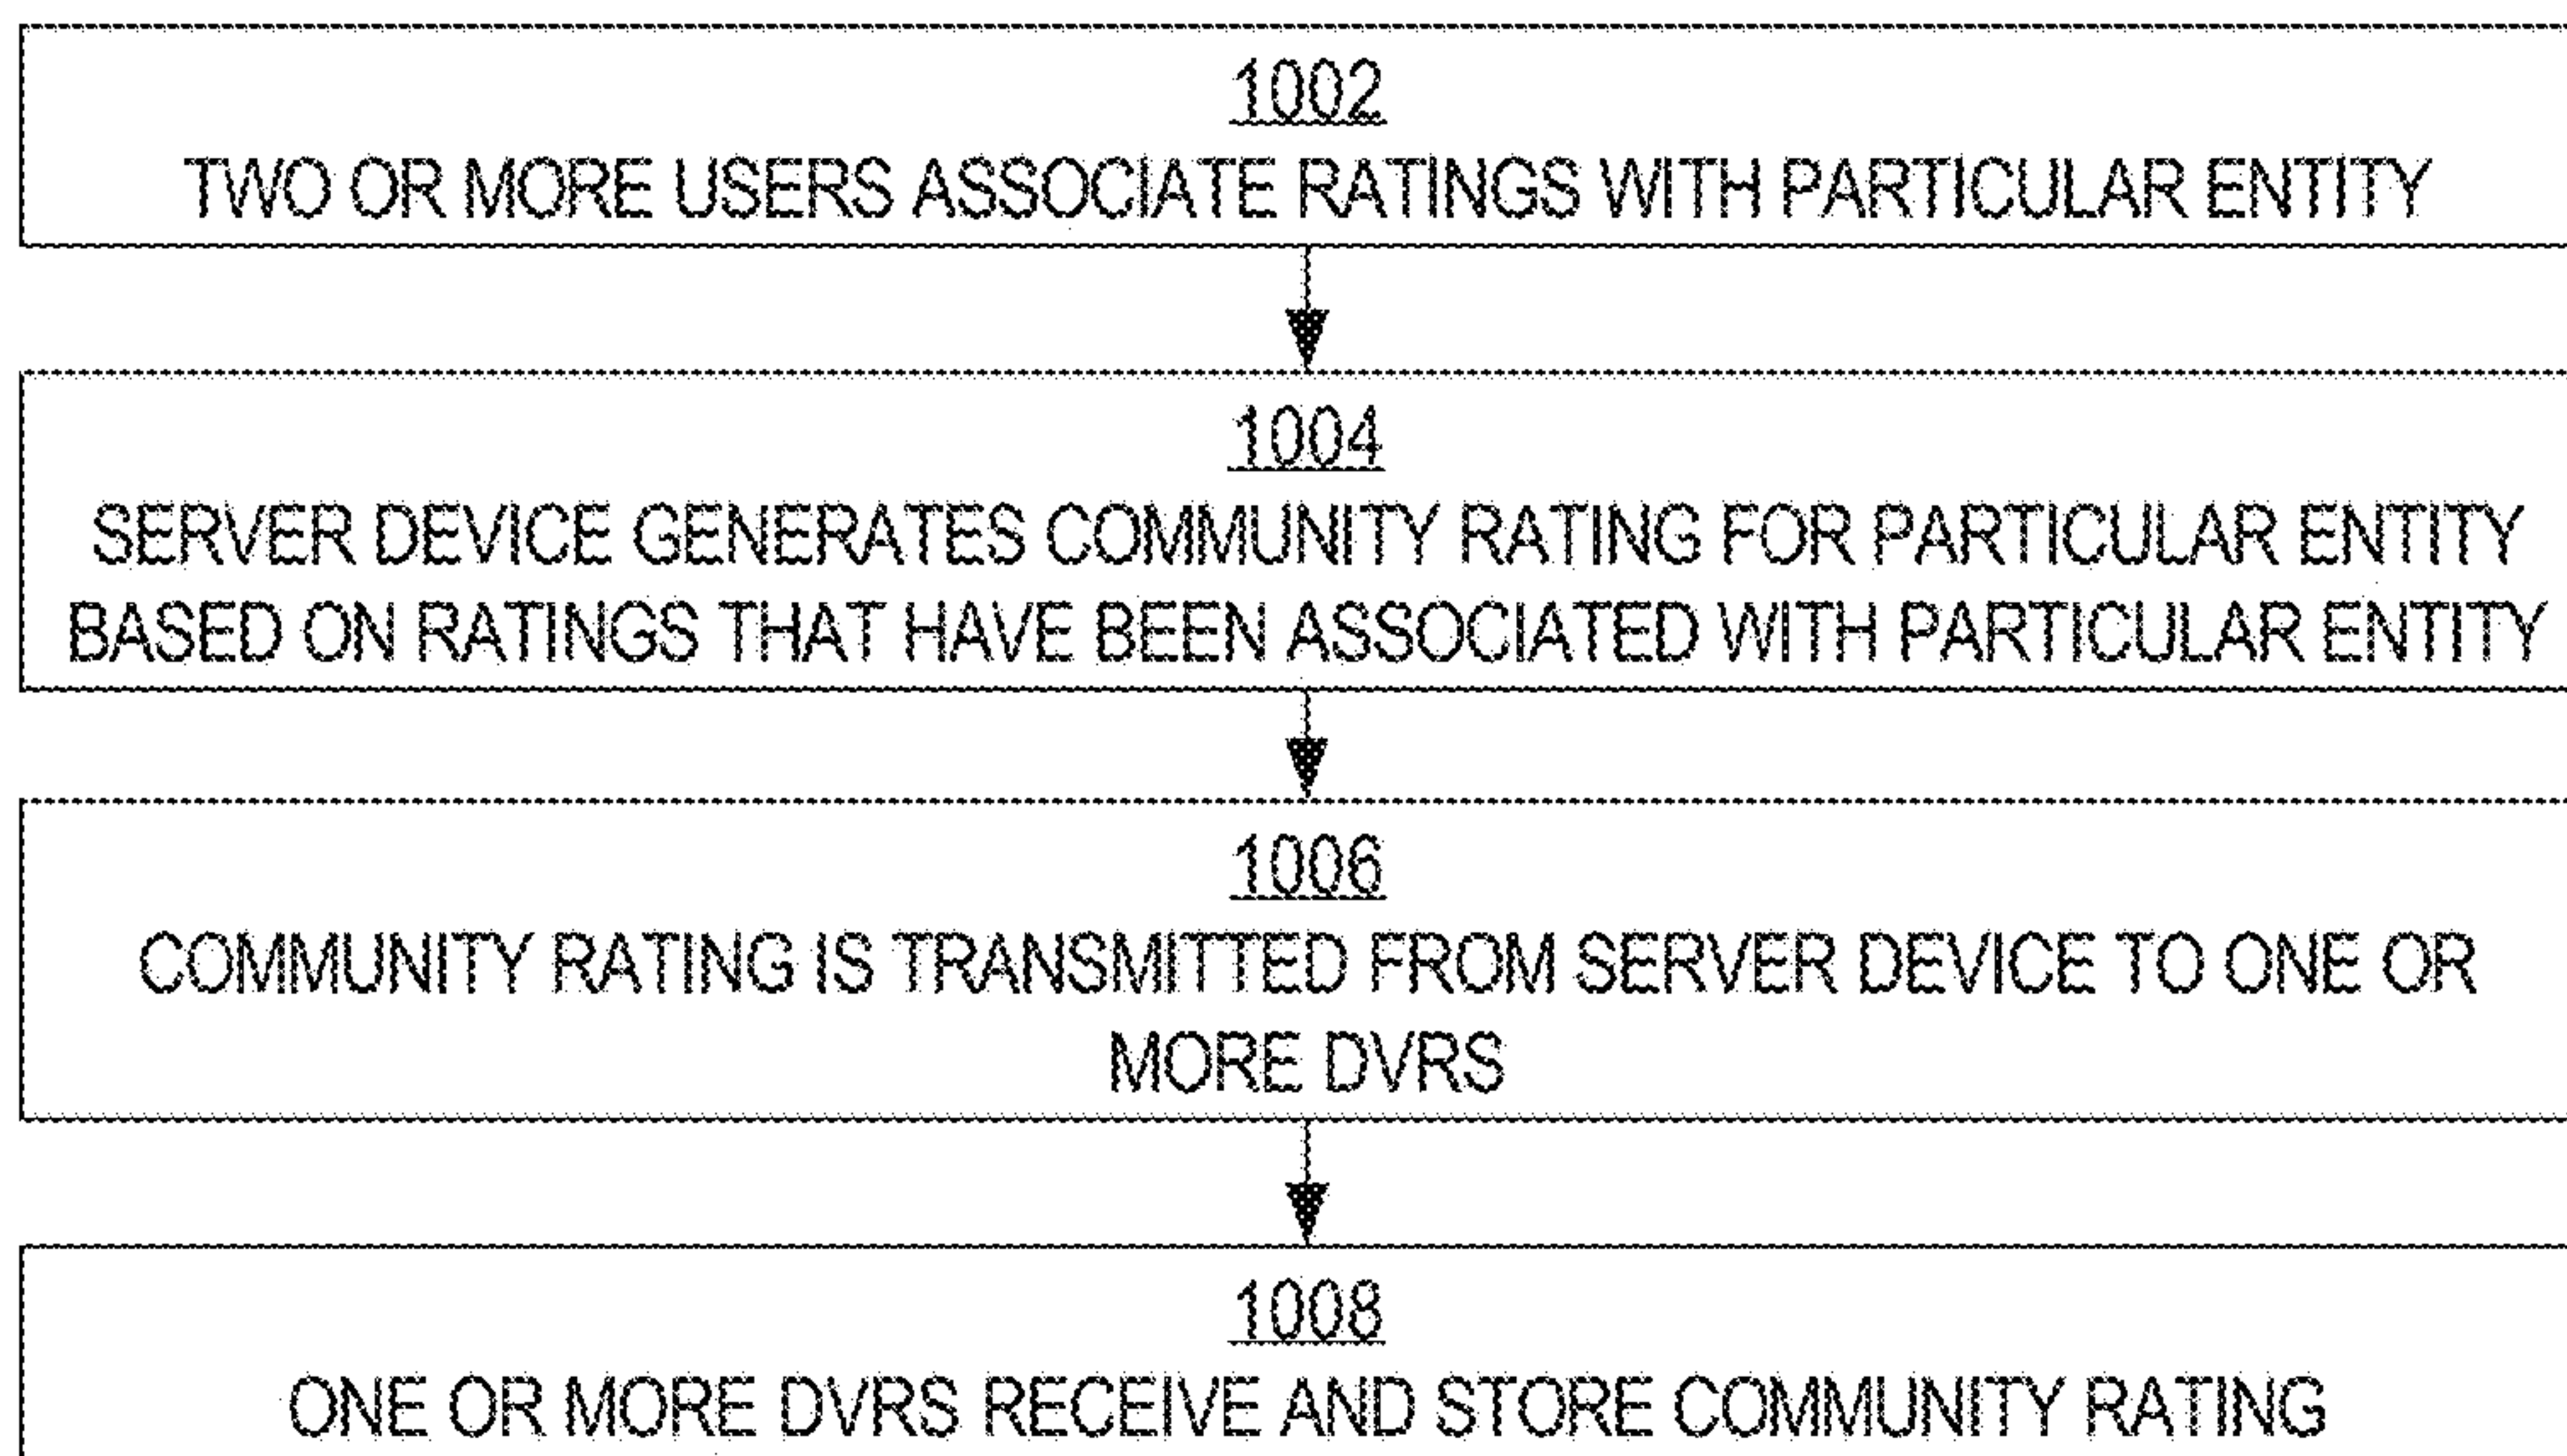 1002
TWO OR MORE USERS ASSOCIATE RATINGS WITH PARTICULAR ENTITY
1004
SERVER DEVICE GENERATES COMMUNITY RATING FOR PARTICULAR ENTITY
BASED ON RATINGS THAT HAVE BEEN ASSOCIATED WITH PARTICULAR ENTITY
1006
COMMUNITY RATING IS TRANSMITTED FROM SERVER DEVICE TO ONE OR
MORE DVRS
1008
ONE OR MORE DVRS RECEIVE AND STORE COMMUNITY RATING